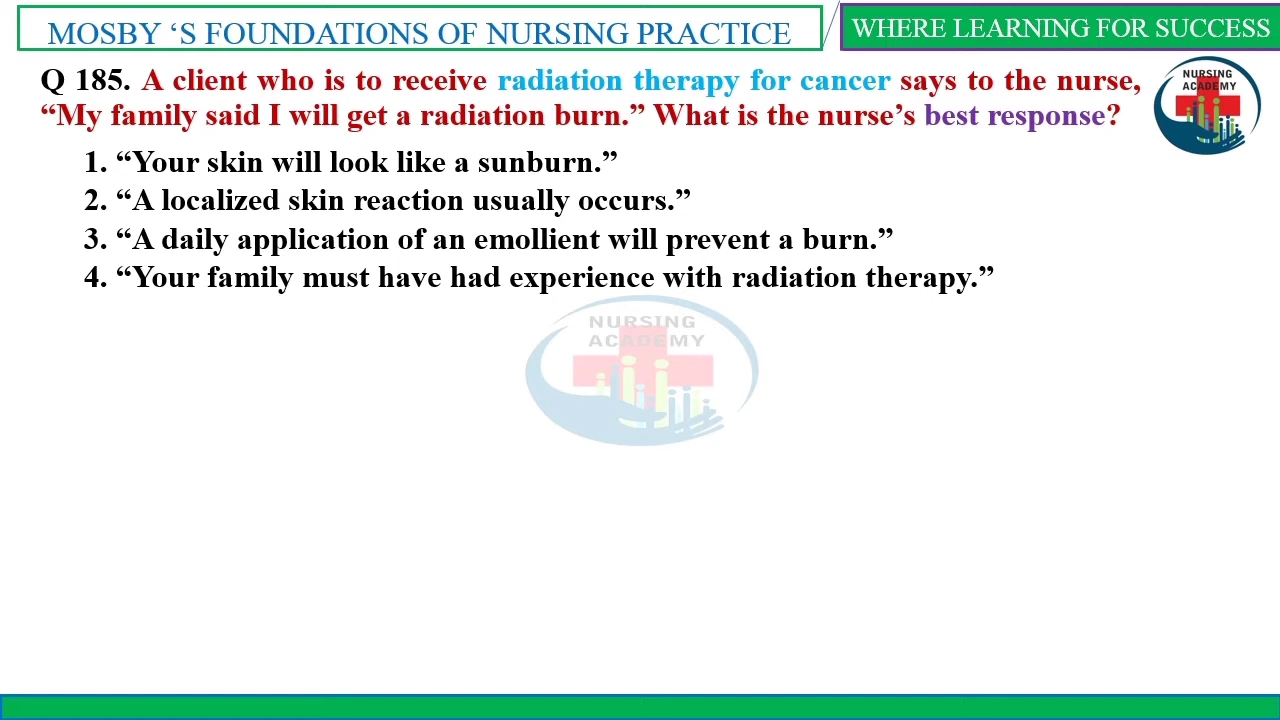 MOSBY ‘S FOUNDATIONS OF NURSING PRACTICE
WHERE LEARNING FOR SUCCESS
Q 185. A client who is to receive radiation therapy for cancer says to the nurse,
“My family said I will get a radiation burn.” What is the nurse’s best response?
NURSING
ACADEMY
1. “Your skin will look like a sunburn.”
2. “A localized skin reaction usually occurs.”
3. “A daily application of an emollient will prevent a burn.”
4. “Your family must have had experience with radiation therapy.”
NURSING
ACADEMY